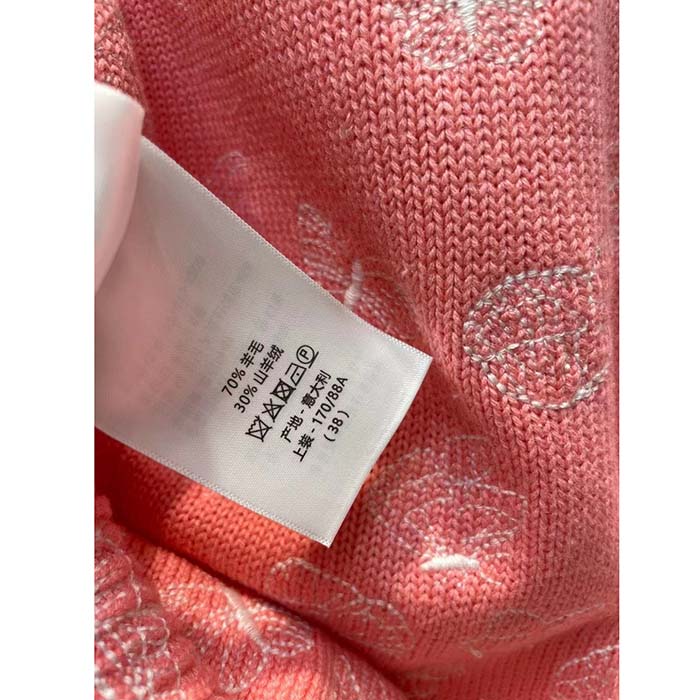 70% 羊毛
30% 山羊绒
P
产地 - 意大利
上装 - 170/88A
( 38 )